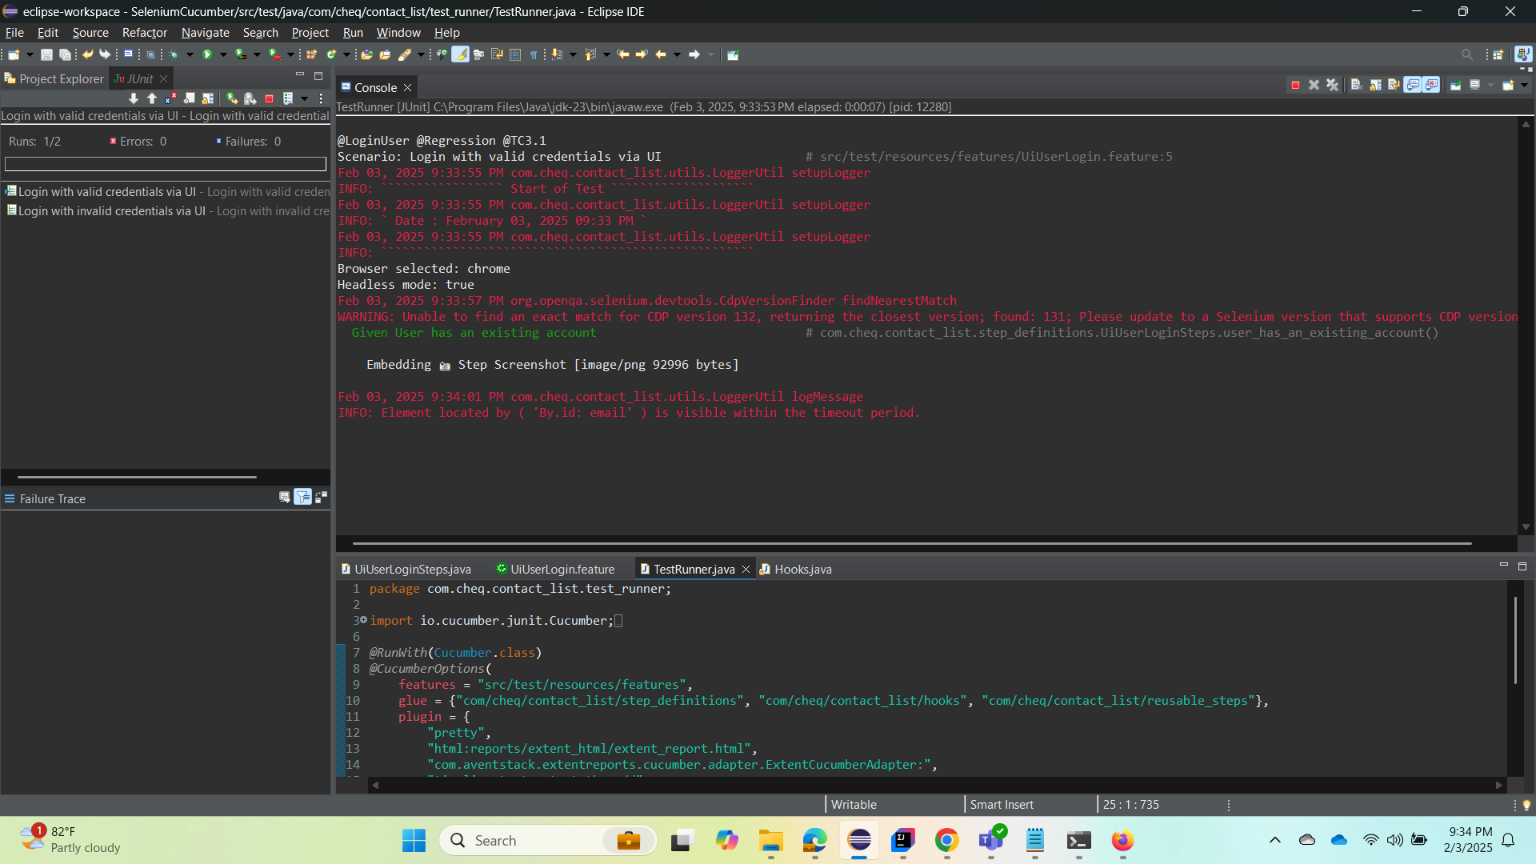 eclipse-workspace - SeleniumCucumber/src/test/java/com/cheq/contact_list/test_runner/TestRunner.java - Eclipse IDE
File Edit Source Refactor Navigate Search Project Run Window Help
Project Explorer JUnit
Console
TestRunner [JUnit] C:\Program Files\Java\jdk-23\bin\javaw.exe (Feb 3, 2025, 9:33:53 PM elapsed: 0:00:07) [pid: 12280]
Login with valid credentials via UI - Login with valid credential
Runs: 1/2 Errors: 0 Failures: 0
Login with valid credentials via UI - Login with valid creden
Login with invalid credentials via UI - Login with invalid cre
Failure Trace
@LoginUser @Regression @TC3.1
Scenario: Login with valid credentials via UI # src/test/resources/features/UiUserLogin.feature:5
Feb 03, 2025 9:33:55 PM com.cheq.contact_list.utils.LoggerUtil setupLogger
INFO: ````````````````` Start of Test ````````````````````
Feb 03, 2025 9:33:55 PM com.cheq.contact_list.utils.LoggerUtil setupLogger
INFO: ` Date : February 03, 2025 09:33 PM `
Feb 03, 2025 9:33:55 PM com.cheq.contact_list.utils.LoggerUtil setupLogger
INFO: ````````````````````````````````````````````````````
Browser selected: chrome
Headless mode: true
Feb 03, 2025 9:33:57 PM org.openqa.selenium.devtools.CdpVersionFinder findNearestMatch
WARNING: Unable to find an exact match for CDP version 132, returning the closest version; found: 131; Please update to a Selenium version that supports CDP version
Given User has an existing account # com.cheq.contact_list.step_definitions.UiUserLoginSteps.user_has_an_existing_account()
Embedding 📷 Step Screenshot [image/png 92996 bytes]
Feb 03, 2025 9:34:01 PM com.cheq.contact_list.utils.LoggerUtil logMessage
INFO: Element located by ( 'By.id: email' ) is visible within the timeout period.
UiUserLoginSteps.java UiUserLogin.feature TestRunner.java Hooks.java
1 package com.cheq.contact_list.test_runner;
2
3 import io.cucumber.junit.Cucumber;
6
7 @RunWith(Cucumber.class)
8 @CucumberOptions(
9 features = "src/test/resources/features",
10 glue = {"com/cheq/contact_list/step_definitions", "com/cheq/contact_list/hooks", "com/cheq/contact_list/reusable_steps"},
11 plugin = {
12 "pretty",
13 "html:reports/extent_html/extent_report.html",
14 "com.aventstack.extentreports.cucumber.adapter.ExtentCucumberAdapter:",
Writable Smart Insert 25 : 1 : 735
1
82°F
Partly cloudy
Search
9:34 PM
2/3/2025